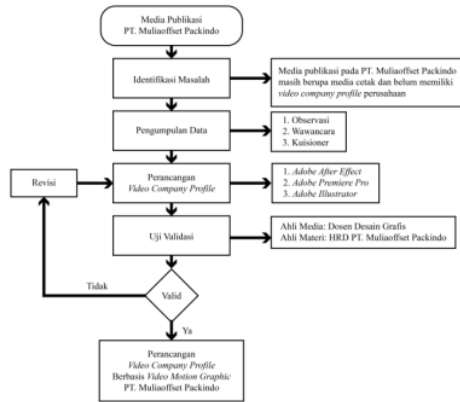 Media Publikasi
PT. Muliaoffset Packindo
Identifikasi Masalah
Media publikasi pada PT. Muliaoffset Packindo
masih berupa media cetak dan belum memiliki
video company profile perusahaan
Pengumpulan Data
1. Observasi
2. Wawancara
3. Kuisioner
Revisi
Perancangan
Video Company Profile
1. Adobe After Effect
2. Adobe Premiere Pro
3. Adobe Illustrator
Uji Validasi
Ahli Media: Dosen Desain Grafis
Ahli Materi: HRD PT. Muliaoffset Packindo
Tidak
Valid
Ya
Perancangan
Video Company Profile
Berbasis Video Motion Graphic
PT. Muliaoffset Packindo